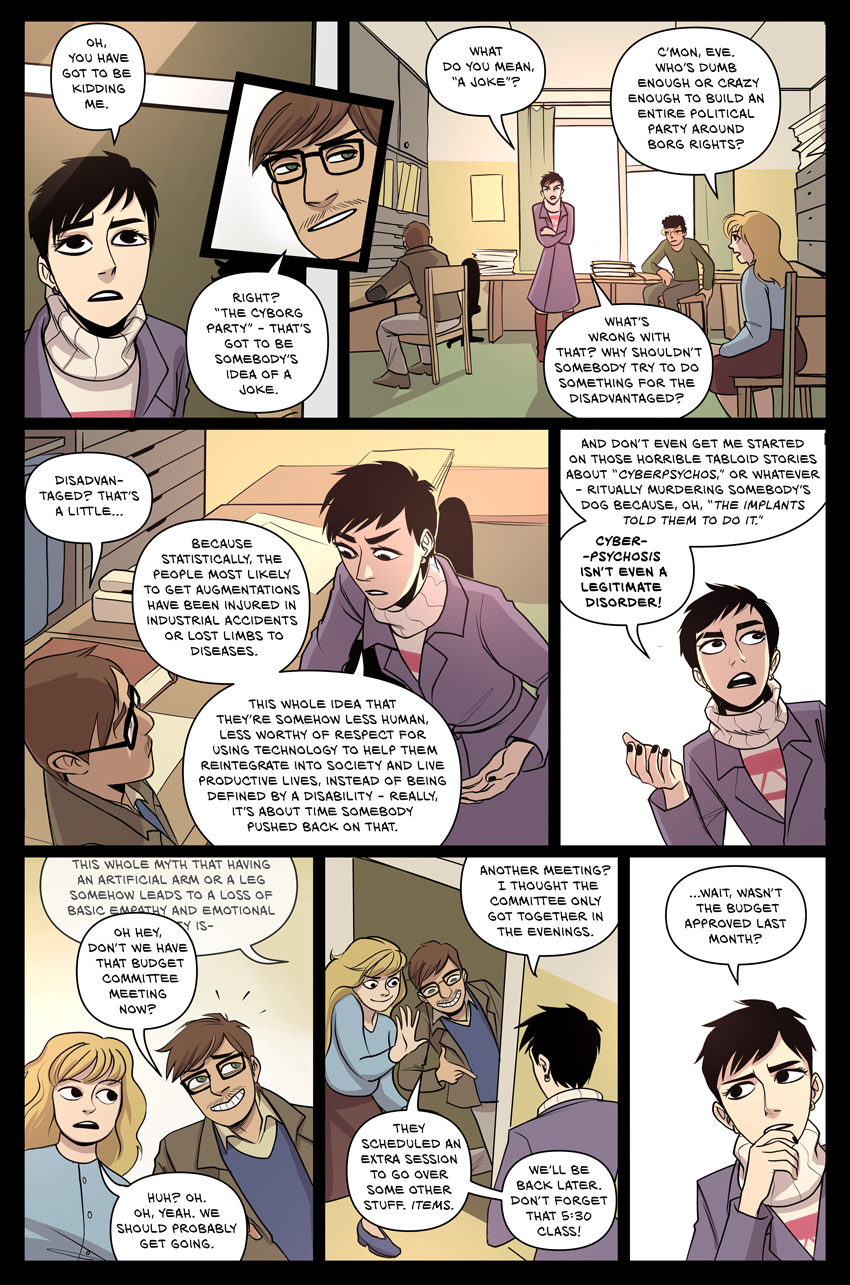 OH,
YOU HAVE
GOT TO BE
KIDDING
ME.
RIGHT?
"THE CYBORG
PARTY" – THAT'S
GOT TO BE
SOMEBODY'S
IDEA OF A
JOKE.
WHAT
DO YOU MEAN,
"A JOKE"?
C'MON, EVE.
WHO'S DUMB
ENOUGH OR CRAZY
ENOUGH TO BUILD AN
ENTIRE POLITICAL
PARTY AROUND
BORG RIGHTS?
WHAT'S
WRONG WITH
THAT? WHY SHOULDN'T
SOMEBODY TRY TO DO
SOMETHING FOR THE
DISADVANTAGED?
DISADVAN-
TAGED? THAT'S
A LITTLE...
BECAUSE
STATISTICALLY, THE
PEOPLE MOST LIKELY
TO GET AUGMENTATIONS
HAVE BEEN INJURED IN
INDUSTRIAL ACCIDENTS
OR LOST LIMBS TO
DISEASES.
THIS WHOLE IDEA THAT
THEY'RE SOMEHOW LESS HUMAN,
LESS WORTHY OF RESPECT FOR
USING TECHNOLOGY TO HELP THEM
REINTEGRATE INTO SOCIETY AND LIVE
PRODUCTIVE LIVES, INSTEAD OF BEING
DEFINED BY A DISABILITY – REALLY,
IT'S ABOUT TIME SOMEBODY
PUSHED BACK ON THAT.
AND DON'T EVEN GET ME STARTED
ON THOSE HORRIBLE TABLOID STORIES
ABOUT "CYBERPSYCHOS," OR WHATEVER
– RITUALLY MURDERING SOMEBODY'S
DOG BECAUSE, OH, "THE IMPLANTS
TOLD THEM TO DO IT."
CYBER-
-PSYCHOSIS
ISN'T EVEN A
LEGITIMATE
DISORDER!
THIS WHOLE MYTH THAT HAVING
AN ARTIFICIAL ARM OR A LEG
SOMEHOW LEADS TO A LOSS OF
BASIC EMPATHY AND EMOTIONAL
IS-
OH HEY,
DON'T WE HAVE
THAT BUDGET
COMMITTEE
MEETING
NOW?
HUH? OH.
OH, YEAH. WE
SHOULD PROBABLY
GET GOING.
ANOTHER MEETING?
I THOUGHT THE
COMMITTEE ONLY
GOT TOGETHER IN
THE EVENINGS.
THEY
SCHEDULED AN
EXTRA SESSION
TO GO OVER
SOME OTHER
STUFF. ITEMS.
WE'LL BE
BACK LATER.
DON'T FORGET
THAT 5:30
CLASS!
...WAIT, WASN'T
THE BUDGET
APPROVED LAST
MONTH?